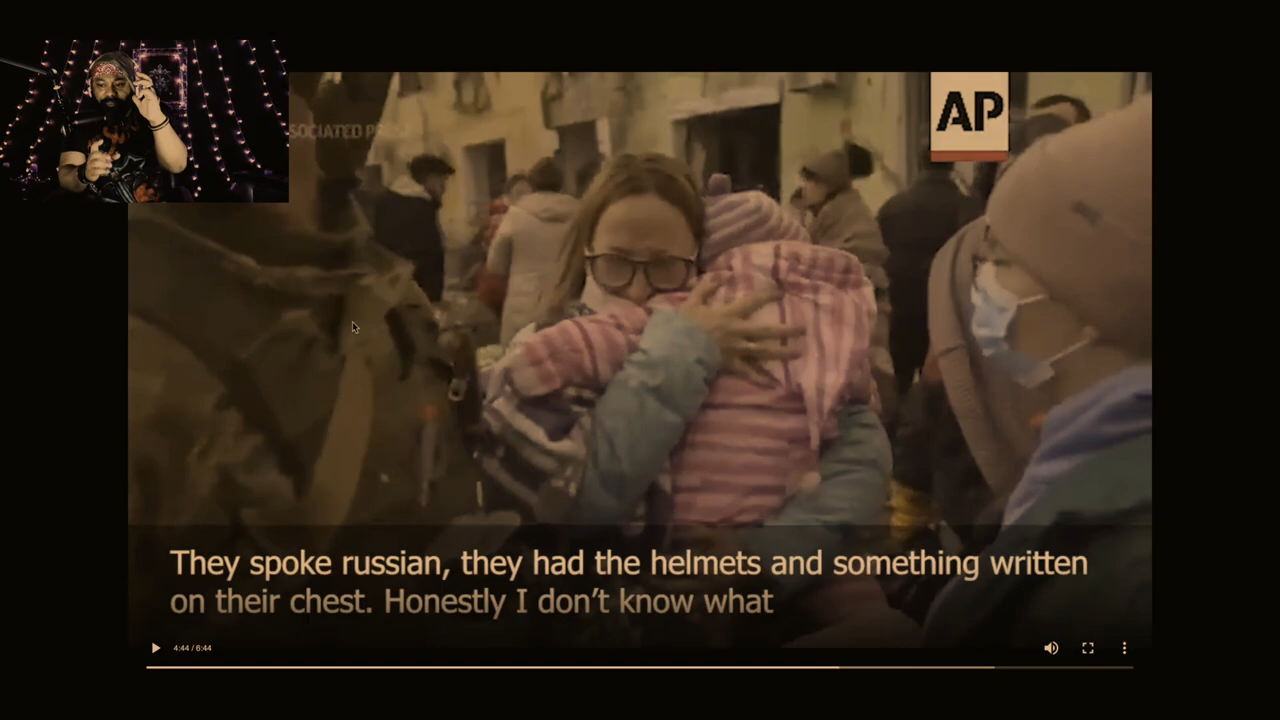 SOCIATED PRESS
AP
They spoke russian, they had the helmets and something written
on their chest. Honestly I don't know what
4:44 / 6:44